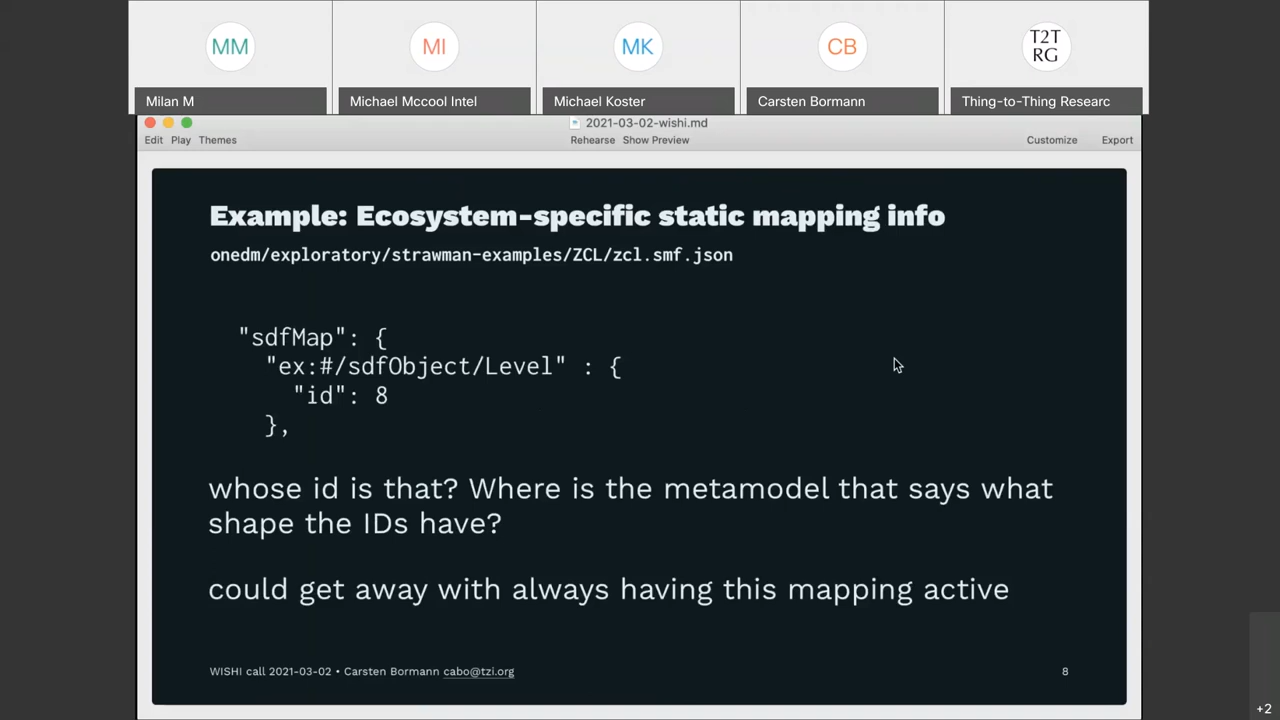 MM
MI
MK
CB
T2T
RG
Milan M
Michael Mccool Intel
Michael Koster
Carsten Bormann
Thing-to-Thing Researc
2021-03-02-wishi.md
Edit Play Themes
Rehearse Show Preview
Customize Export
Example: Ecosystem-specific static mapping info
onedm/exploratory/strawman-examples/ZCL/zcl.smf.json
"sdfMap": {
"ex:#/sdfObject/Level" : {
"id": 8
},
whose id is that? Where is the metamodel that says what
shape the IDs have?
could get away with always having this mapping active
WISHI call 2021-03-02 • Carsten Bormann cabo@tzi.org
8
+2